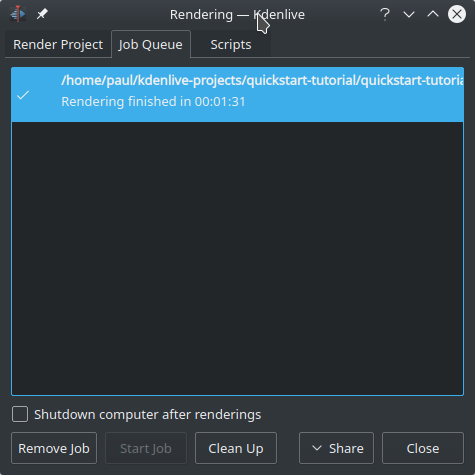 Rendering — Kdenlive
Render Project Job Queue Scripts
/home/paul/kdenlive-projects/quickstart-tutorial/quickstart-tutoria
Rendering finished in 00:01:31
Shutdown computer after renderings
Remove Job Start Job Clean Up Share Close